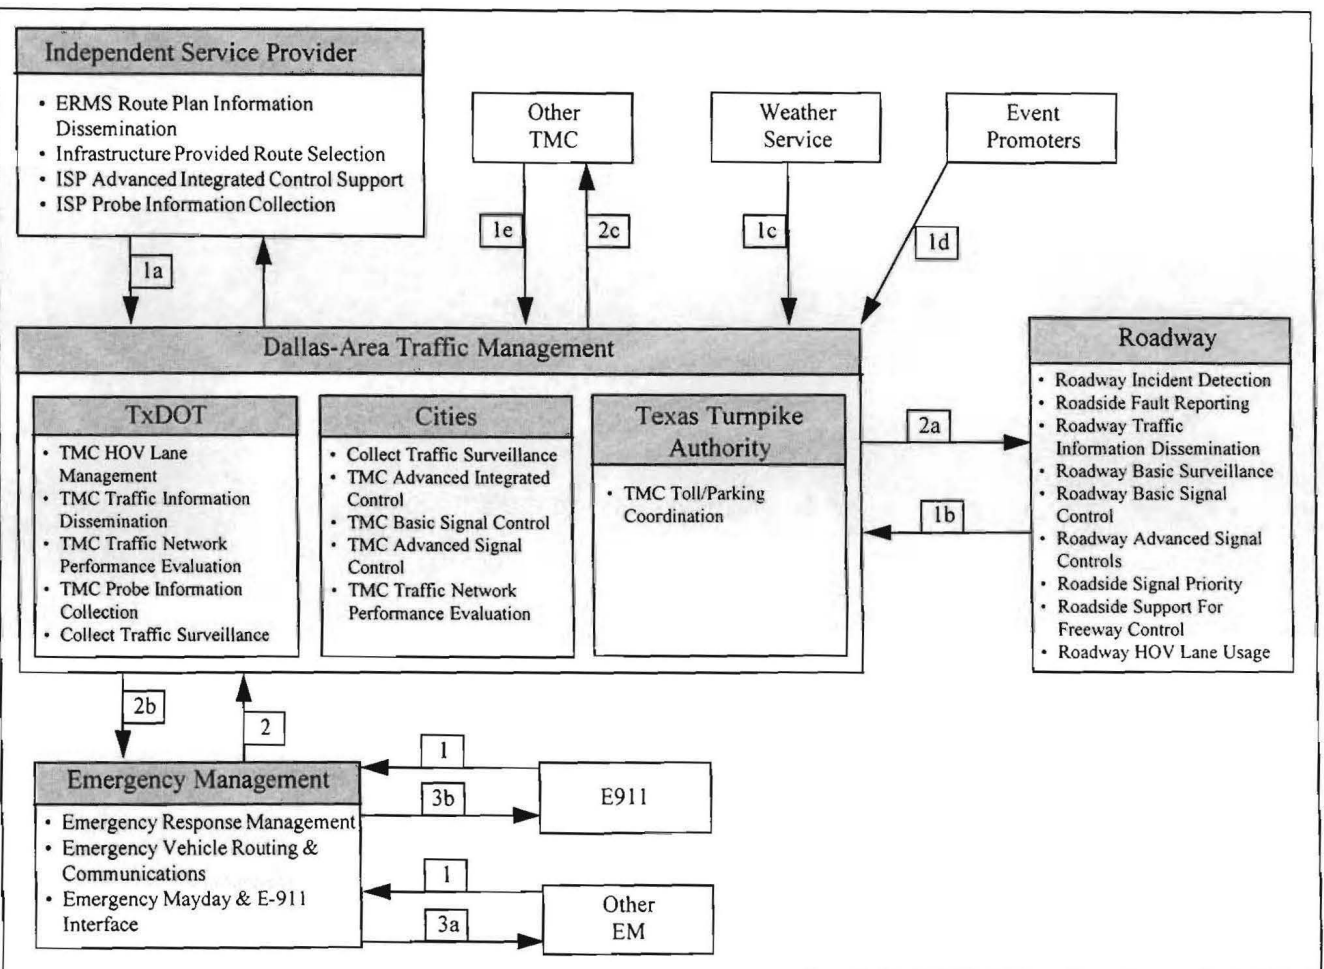 Independent Service Provider
• ERMS Route Plan Information
Dissemination
• Infrastructure Provided Route Selection
• ISP Advanced Integrated Control Support
• ISP Probe Information Collection
Other
TMC
Weather
Service
Event
Promoters
1a
1e
2c
1c
1d
Dallas-Area Traffic Management
TxDOT
• TMC HOV Lane
Management
• TMC Traffic Information
Dissemination
• TMC Traffic Network
Performance Evaluation
• TMC Probe Information
Collection
• Collect Traffic Surveillance
Cities
• Collect Traffic Surveillance
• TMC Advanced Integrated
Control
• TMC Basic Signal Control
• TMC Advanced Signal
Control
• TMC Traffic Network
Performance Evaluation
Texas Turnpike
Authority
• TMC Toll/Parking
Coordination
2a
1b
Roadway
• Roadway Incident Detection
• Roadside Fault Reporting
• Roadway Traffic
Information Dissemination
• Roadway Basic Surveillance
• Roadway Basic Signal
Control
• Roadway Advanced Signal
Controls
• Roadside Signal Priority
• Roadside Support For
Freeway Control
• Roadway HOV Lane Usage
2b
2
Emergency Management
• Emergency Response Management
• Emergency Vehicle Routing &
Communications
• Emergency Mayday & E-911
Interface
1
3b
E911
1
3a
Other
EM